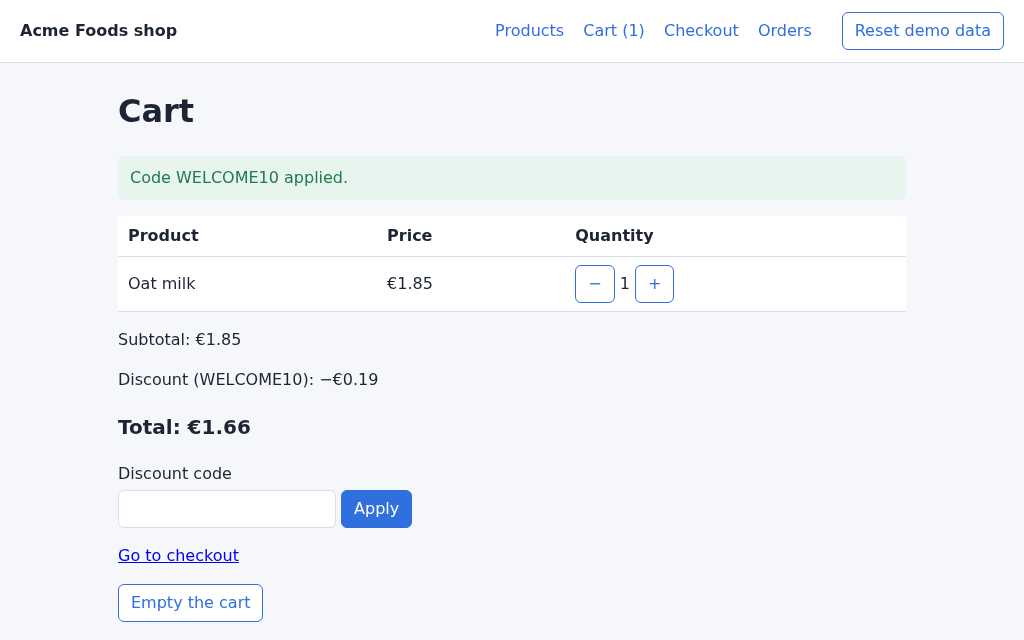 Acme Foods shop Products Cart (1) Checkout Orders Reset demo data
Cart
Code WELCOME10 applied.
Product Price Quantity
Oat milk €1.85 − 1 +
Subtotal: €1.85
Discount (WELCOME10): −€0.19
Total: €1.66
Discount code
Apply
Go to checkout
Empty the cart